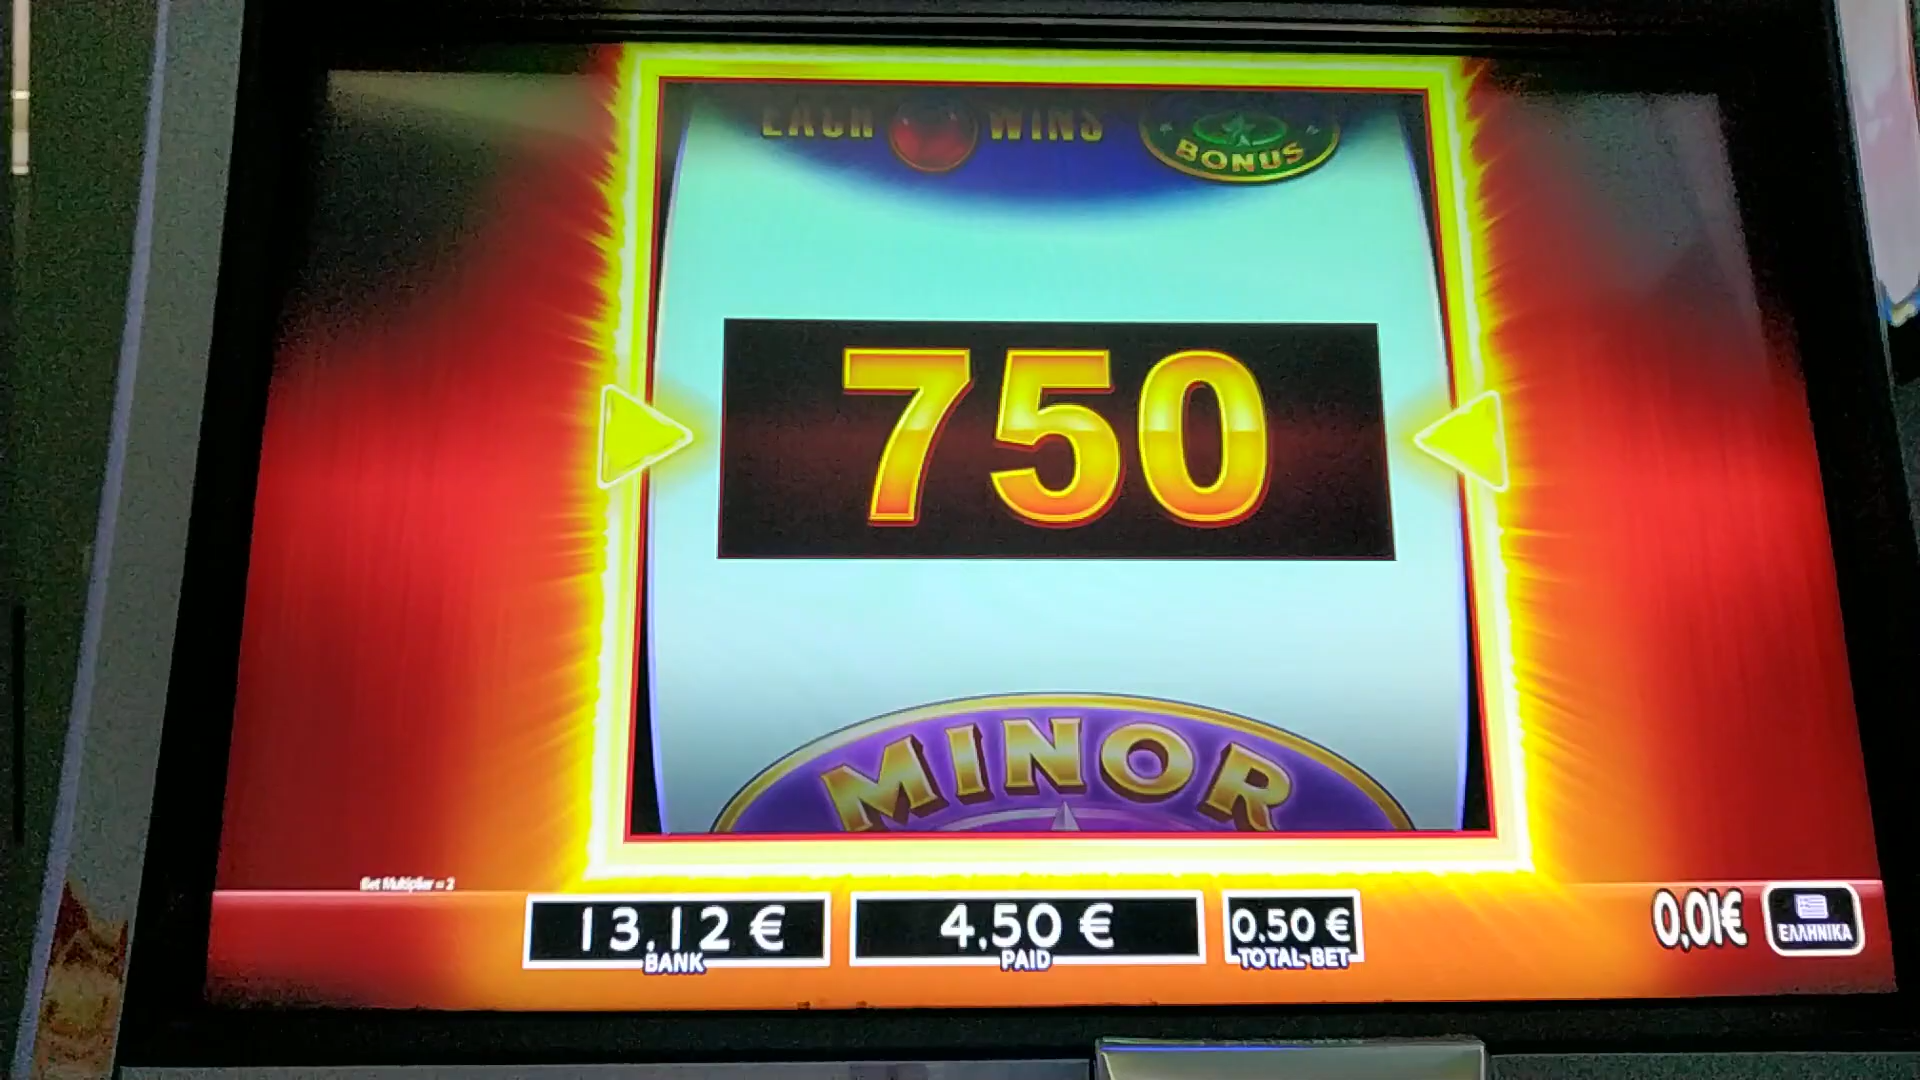 EACH WINS
BONUS
750
MINOR
Bet Multiplier = 2
13,12 €
BANK
4,50 €
PAID
0,50 €
TOTAL BET
0,01€
ΕΛΛΗΝΙΚΑ